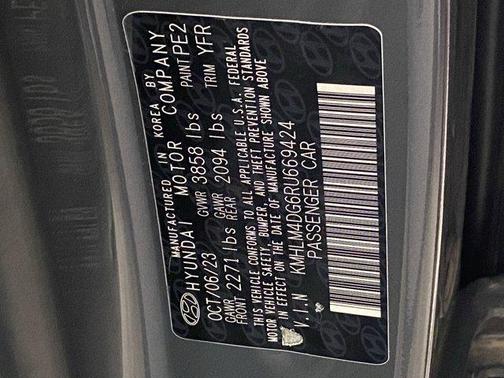 MANUFACTURED IN KOREA BY
HYUNDAI MOTOR COMPANY
OCT/06/23 GVWR 3858 lbs PAINT PE2
GAWR FRONT 2271 lbs GAWR REAR 2094 lbs TRIM YFR
THIS VEHICLE CONFORMS TO ALL APPLICABLE U.S.A. FEDERAL
MOTOR VEHICLE SAFETY, BUMPER, AND THEFT PREVENTION STANDARDS
IN EFFECT ON THE DATE OF MANUFACTURE SHOWN ABOVE
V.I.N KMHLM4DG6RU669424
PASSENGER CAR